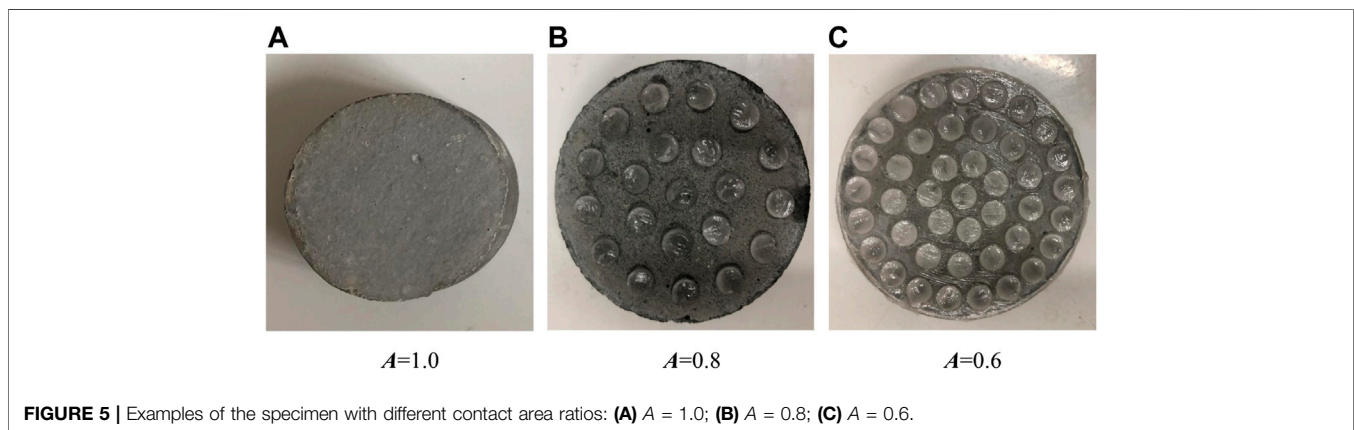 A B C
A=1.0 A=0.8 A=0.6
FIGURE 5 | Examples of the specimen with different contact area ratios: (A) A = 1.0; (B) A = 0.8; (C) A = 0.6.